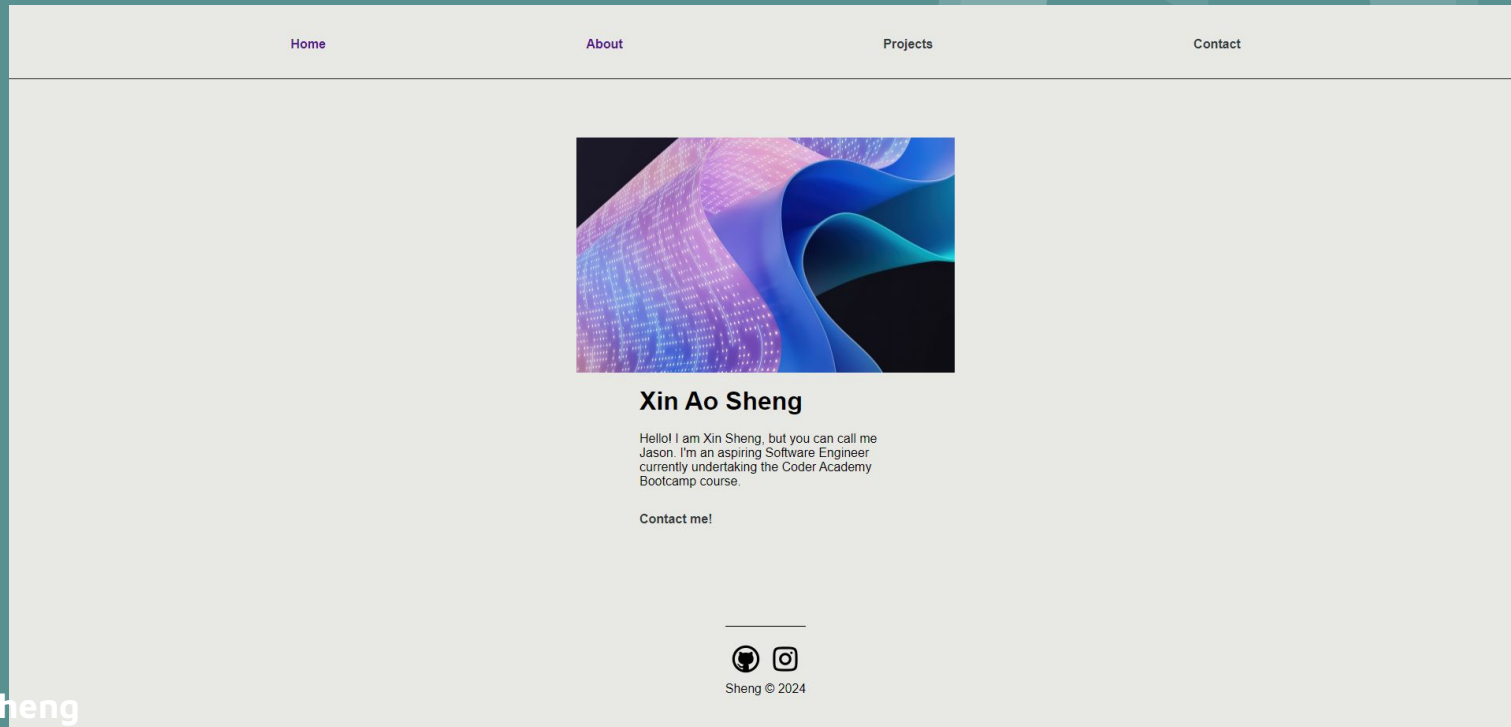 Home About Projects Contact
Xin Ao Sheng
Hello! I am Xin Sheng, but you can call me
Jason. I'm an aspiring Software Engineer
currently undertaking the Coder Academy
Bootcamp course.
Contact me!
Sheng © 2024
heng